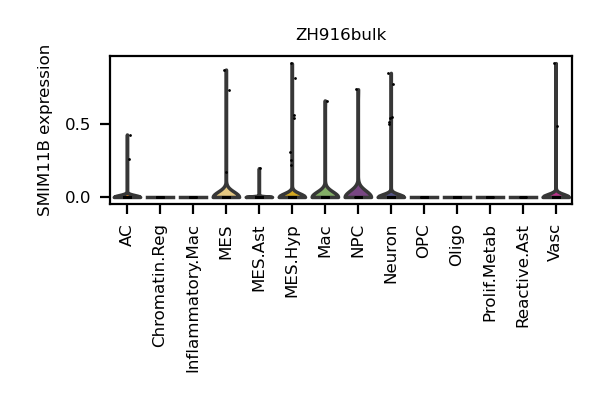 ZH916bulk
SMIM11B expression
0.5
0.0
AC
Chromatin.Reg
Inflammatory.Mac
MES
MES.Ast
MES.Hyp
Mac
NPC
Neuron
OPC
Oligo
Prolif.Metab
Reactive.Ast
Vasc